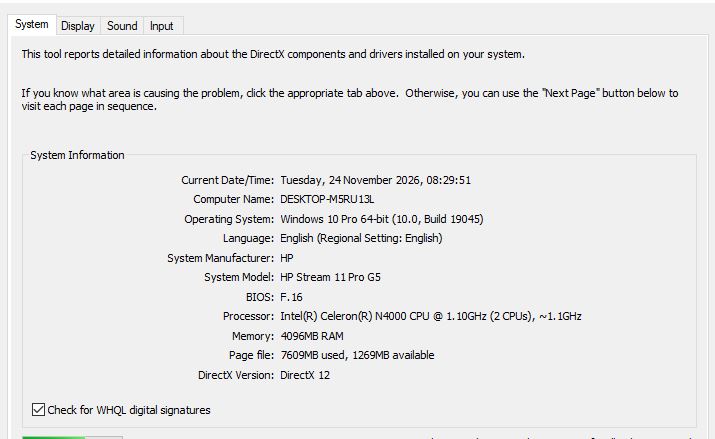 System Display Sound Input
This tool reports detailed information about the DirectX components and drivers installed on your system.
If you know what area is causing the problem, click the appropriate tab above.  Otherwise, you can use the "Next Page" button below to
visit each page in sequence.
System Information
Current Date/Time: Tuesday, 24 November 2026, 08:29:51
Computer Name: DESKTOP-M5RU13L
Operating System: Windows 10 Pro 64-bit (10.0, Build 19045)
Language: English (Regional Setting: English)
System Manufacturer: HP
System Model: HP Stream 11 Pro G5
BIOS: F.16
Processor: Intel(R) Celeron(R) N4000 CPU @ 1.10GHz (2 CPUs), ~1.1GHz
Memory: 4096MB RAM
Page file: 7609MB used, 1269MB available
DirectX Version: DirectX 12
Check for WHQL digital signatures